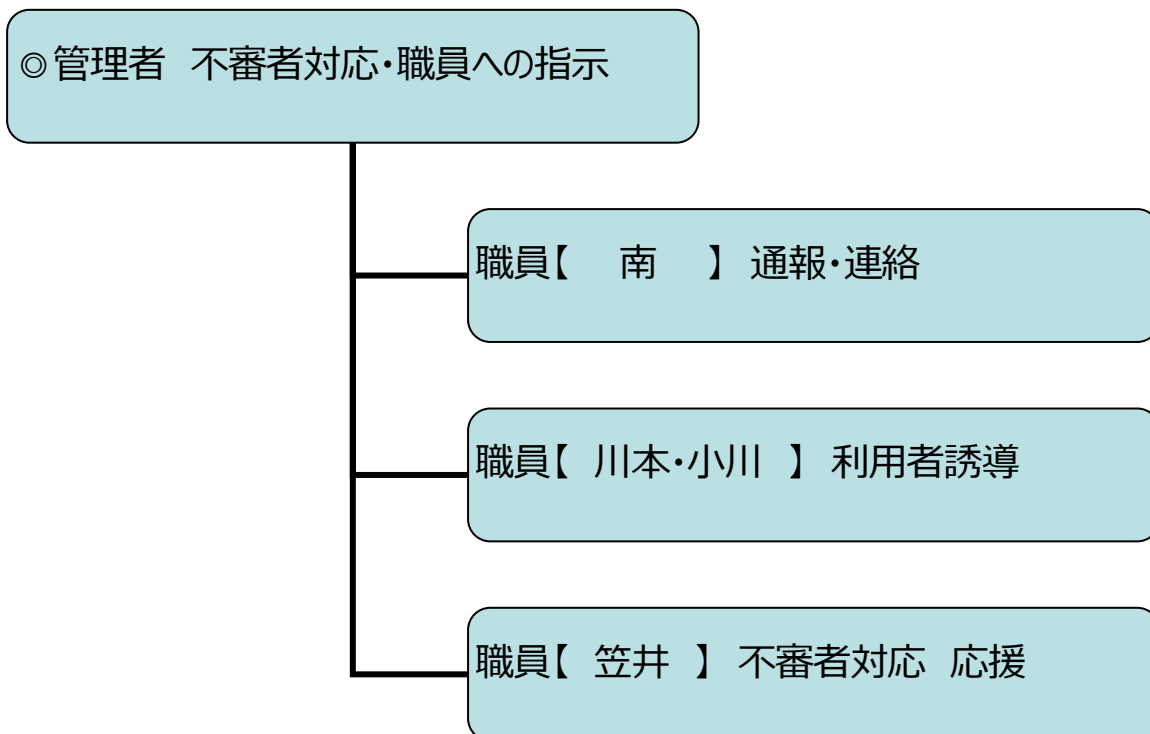 ◎管理者　不審者対応・職員への指示
職員【　南　】 通報・連絡
職員【 川本・小川 】 利用者誘導
職員【 笠井 】 不審者対応　応援